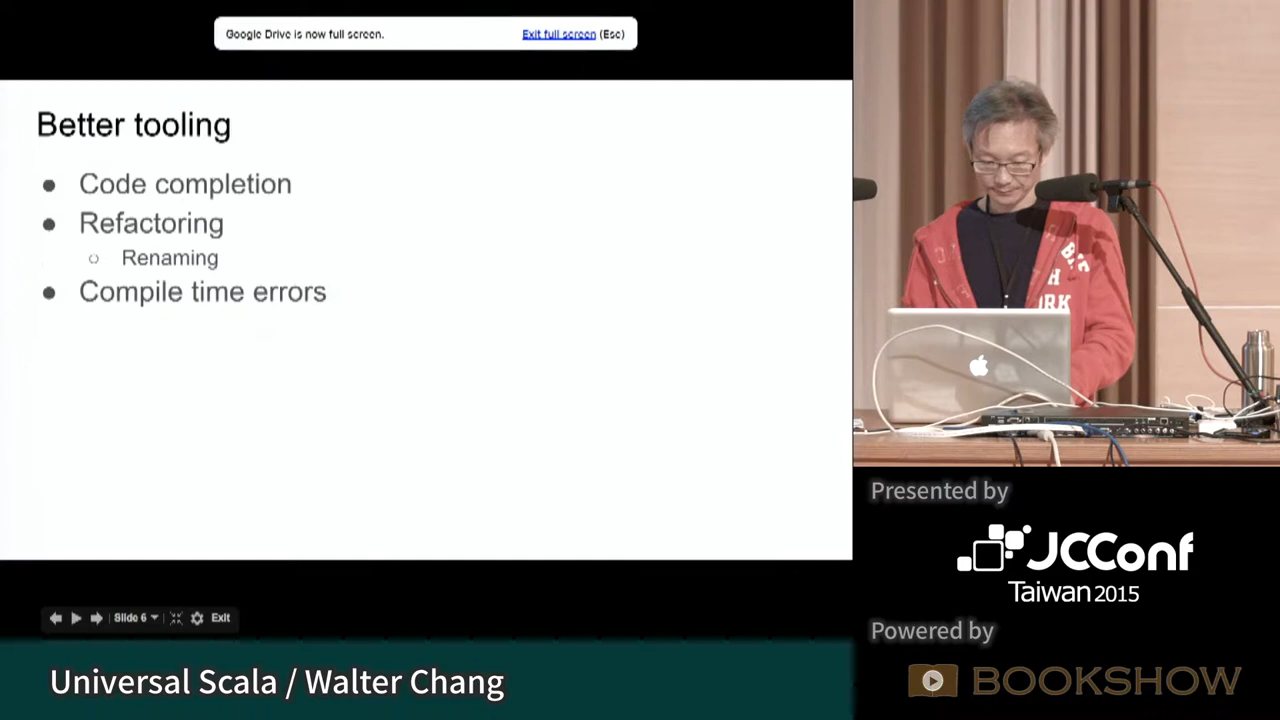 Google Drive is now full screen. Exit full screen (Esc)
Better tooling
● Code completion
● Refactoring
○ Renaming
● Compile time errors
Slide 6
Exit
RK
Presented by
JCConf
Taiwan 2015
Powered by
BOOKSHOW
Universal Scala / Walter Chang